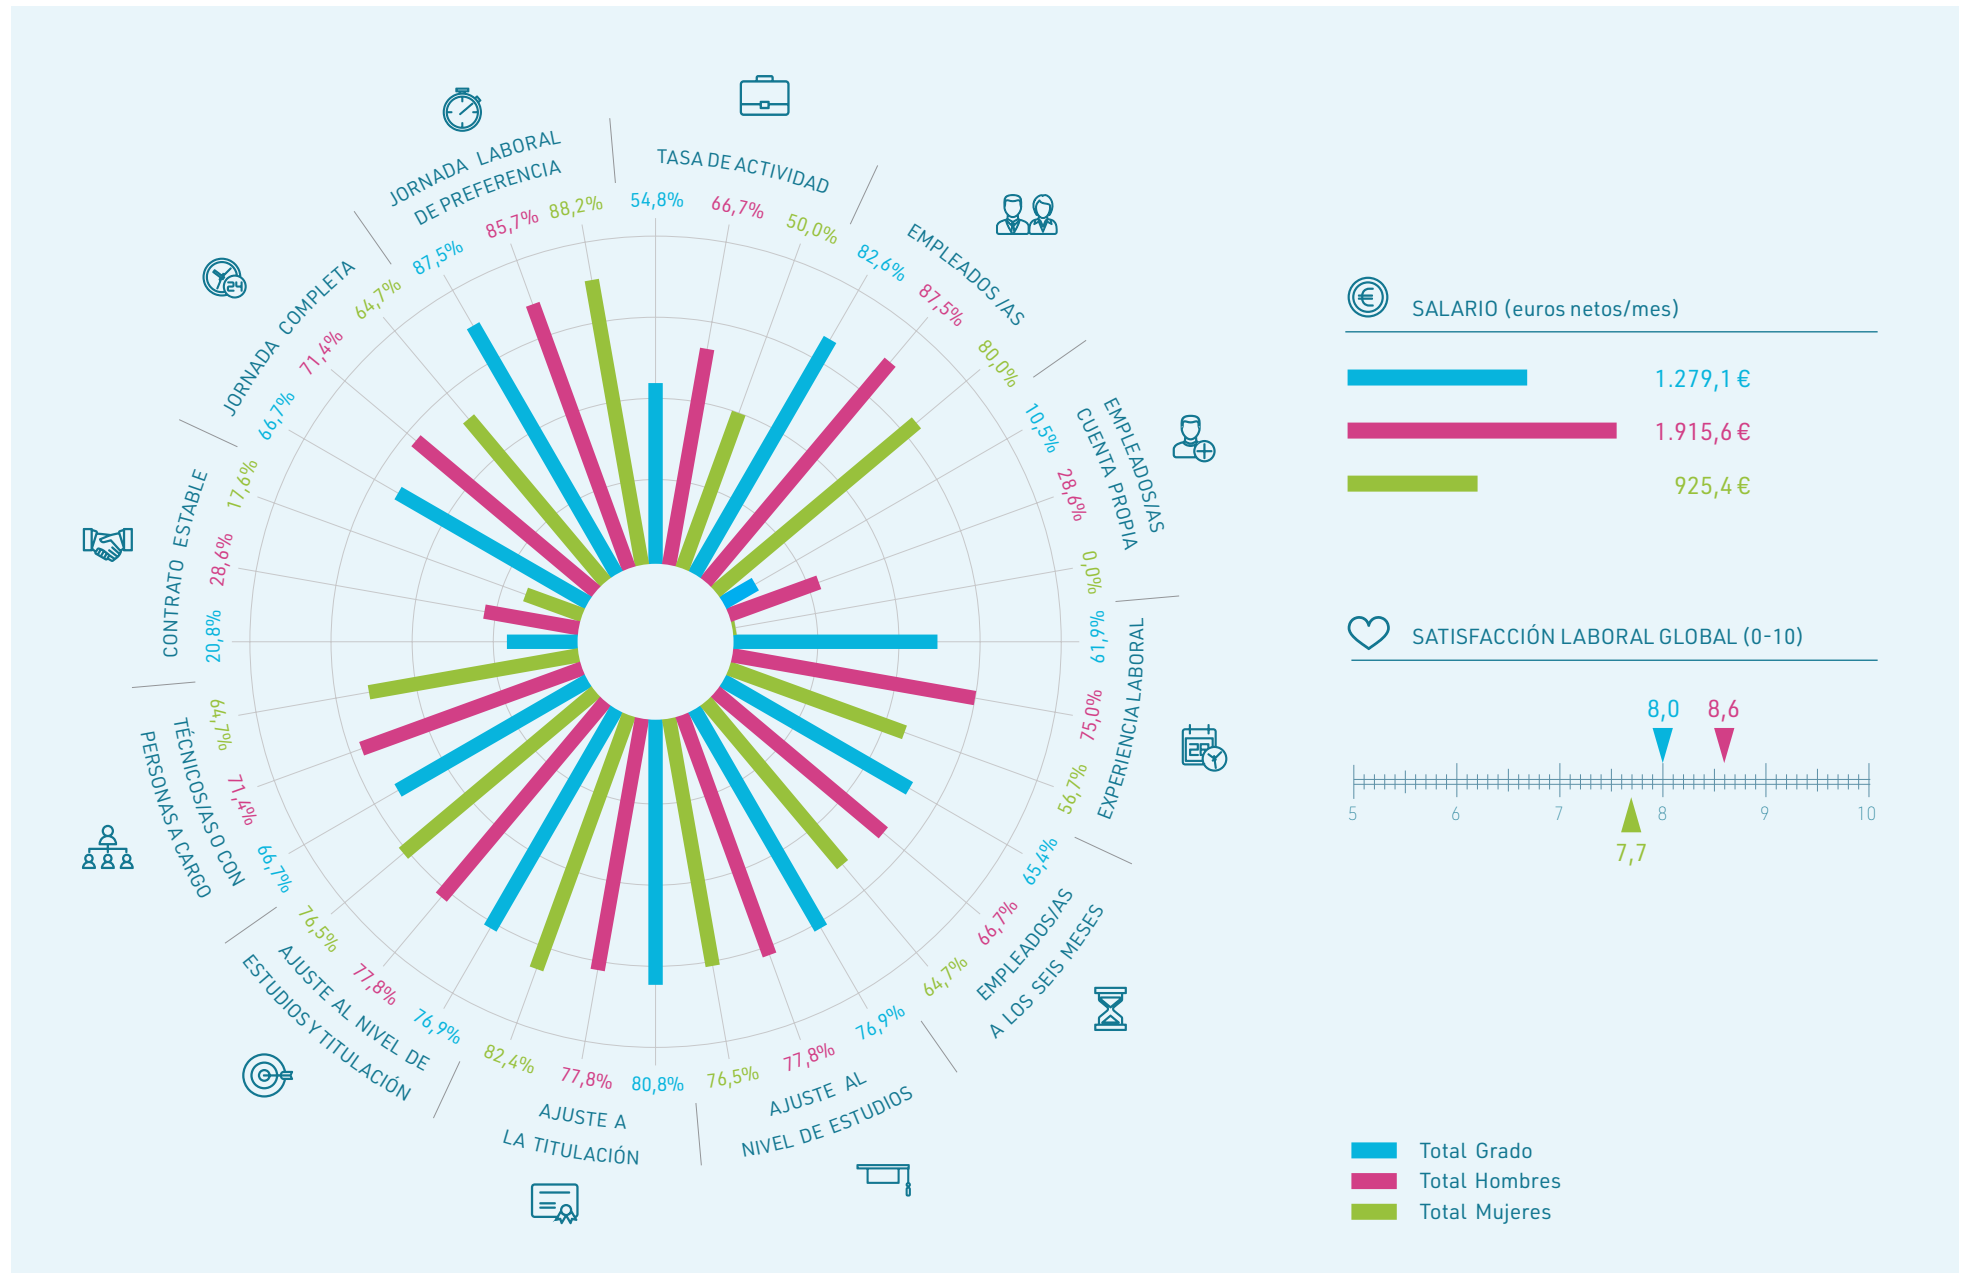 JORNADA LABORAL
DE PREFERENCIA
87,5%
85,7%
88,2%
TASA DE ACTIVIDAD
54,8%
66,7%
50,0%
EMPLEADOS /AS
82,6%
87,5%
80,0%
EMPLEADOS/AS
CUENTA PROPIA
10,5%
28,6%
0,0%
EXPERIENCIA LABORAL
61,9%
75,0%
56,7%
EMPLEADOS/AS
A LOS SEIS MESES
65,4%
66,7%
64,7%
AJUSTE AL
NIVEL DE ESTUDIOS
76,9%
77,8%
76,5%
AJUSTE A
LA TITULACIÓN
80,8%
77,8%
82,4%
AJUSTE AL NIVEL DE
ESTUDIOS Y TITULACIÓN
76,9%
77,8%
76,5%
TÉCNICOS/AS O CON
PERSONAS A CARGO
66,7%
71,4%
64,7%
CONTRATO ESTABLE
20,8%
28,6%
17,6%
JORNADA COMPLETA
66,7%
71,4%
64,7%
24
20
€ SALARIO (euros netos/mes)
1.279,1 €
1.915,6 €
925,4 €
SATISFACCIÓN LABORAL GLOBAL (0-10)
8,0 8,6
5 6 7 8 9 10
7,7
Total Grado
Total Hombres
Total Mujeres